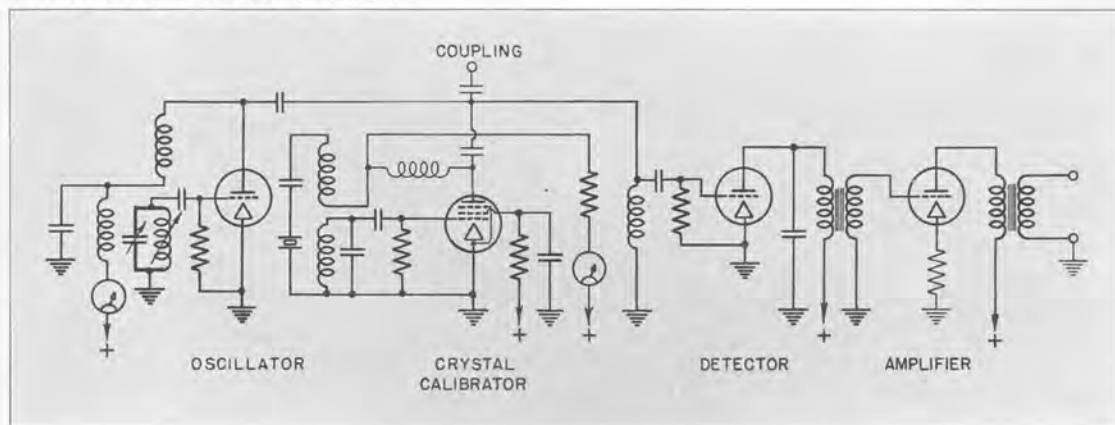 COUPLING
+
+
+
+
+
OSCILLATOR
CRYSTAL
CALIBRATOR
DETECTOR
AMPLIFIER